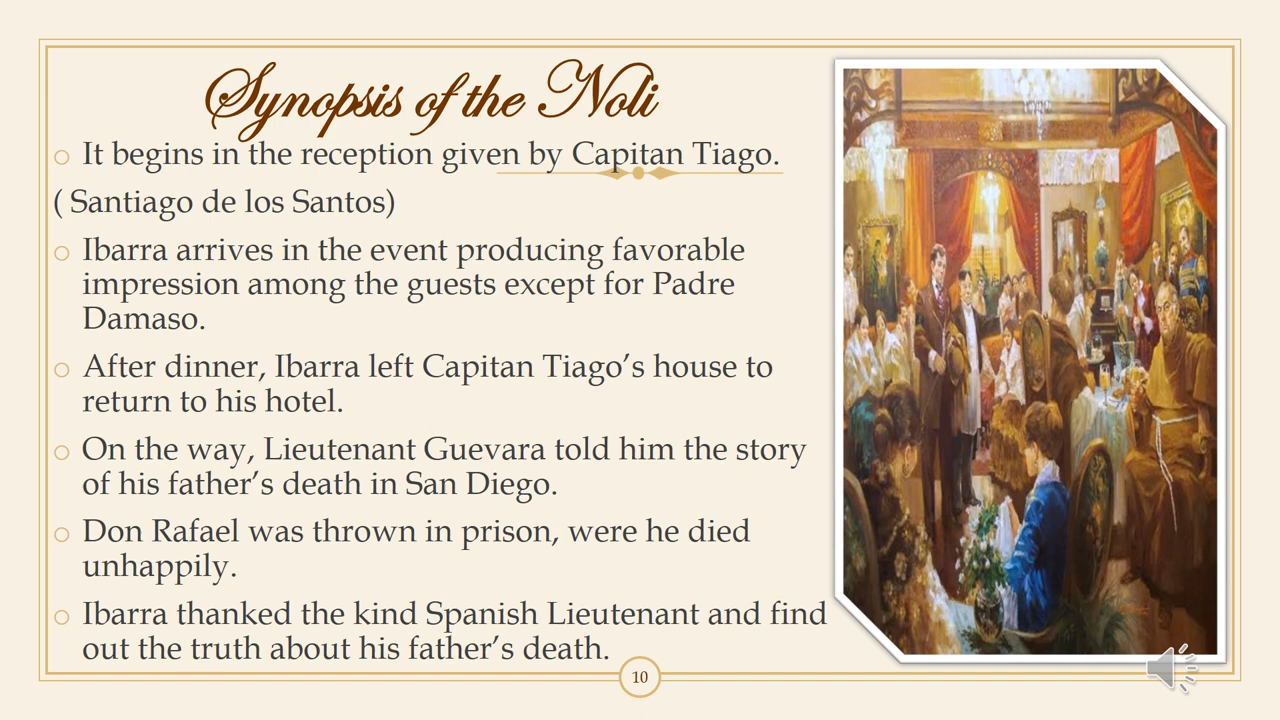 Synopsis of the Noli
o It begins in the reception given by Capitan Tiago.
( Santiago de los Santos)
o Ibarra arrives in the event producing favorable
impression among the guests except for Padre
Damaso.
o After dinner, Ibarra left Capitan Tiago’s house to
return to his hotel.
o On the way, Lieutenant Guevara told him the story
of his father’s death in San Diego.
o Don Rafael was thrown in prison, were he died
unhappily.
o Ibarra thanked the kind Spanish Lieutenant and find
out the truth about his father’s death.
10